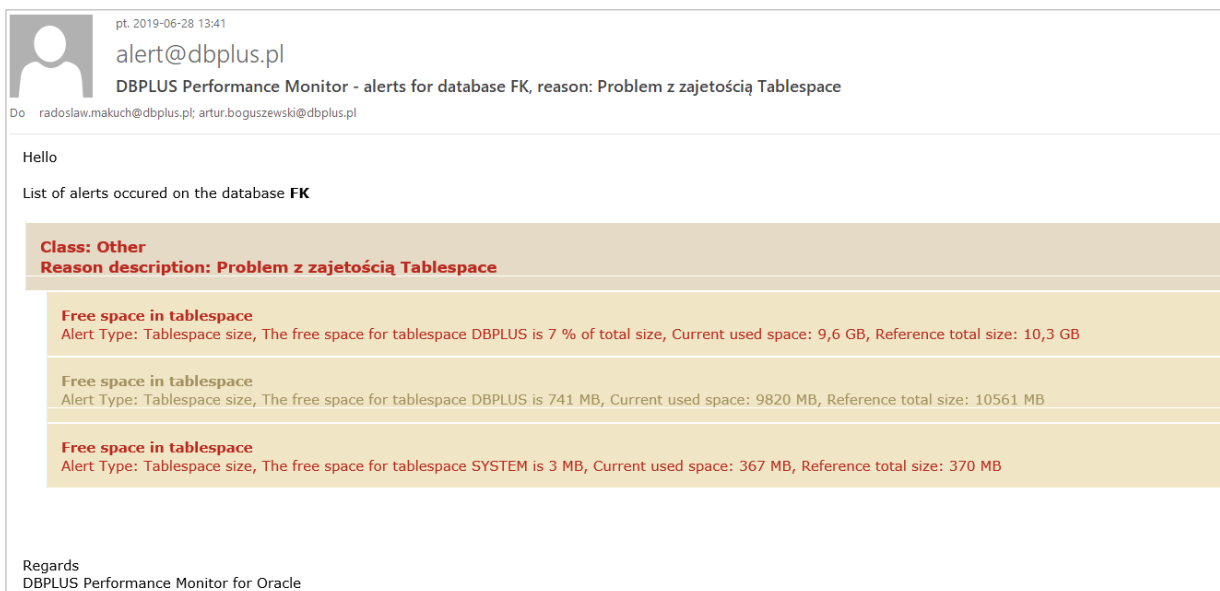 pt. 2019-06-28 13:41
alert@dbplus.pl
DBPLUS Performance Monitor - alerts for database FK, reason: Problem z zajetością Tablespace
Do radoslaw.makuch@dbplus.pl; artur.boguszewski@dbplus.pl
Hello
List of alerts occured on the database FK
Class: Other
Reason description: Problem z zajetością Tablespace
Free space in tablespace
Alert Type: Tablespace size, The free space for tablespace DBPLUS is 7 % of total size, Current used space: 9,6 GB, Reference total size: 10,3 GB
Free space in tablespace
Alert Type: Tablespace size, The free space for tablespace DBPLUS is 741 MB, Current used space: 9820 MB, Reference total size: 10561 MB
Free space in tablespace
Alert Type: Tablespace size, The free space for tablespace SYSTEM is 3 MB, Current used space: 367 MB, Reference total size: 370 MB
Regards
DBPLUS Performance Monitor for Oracle